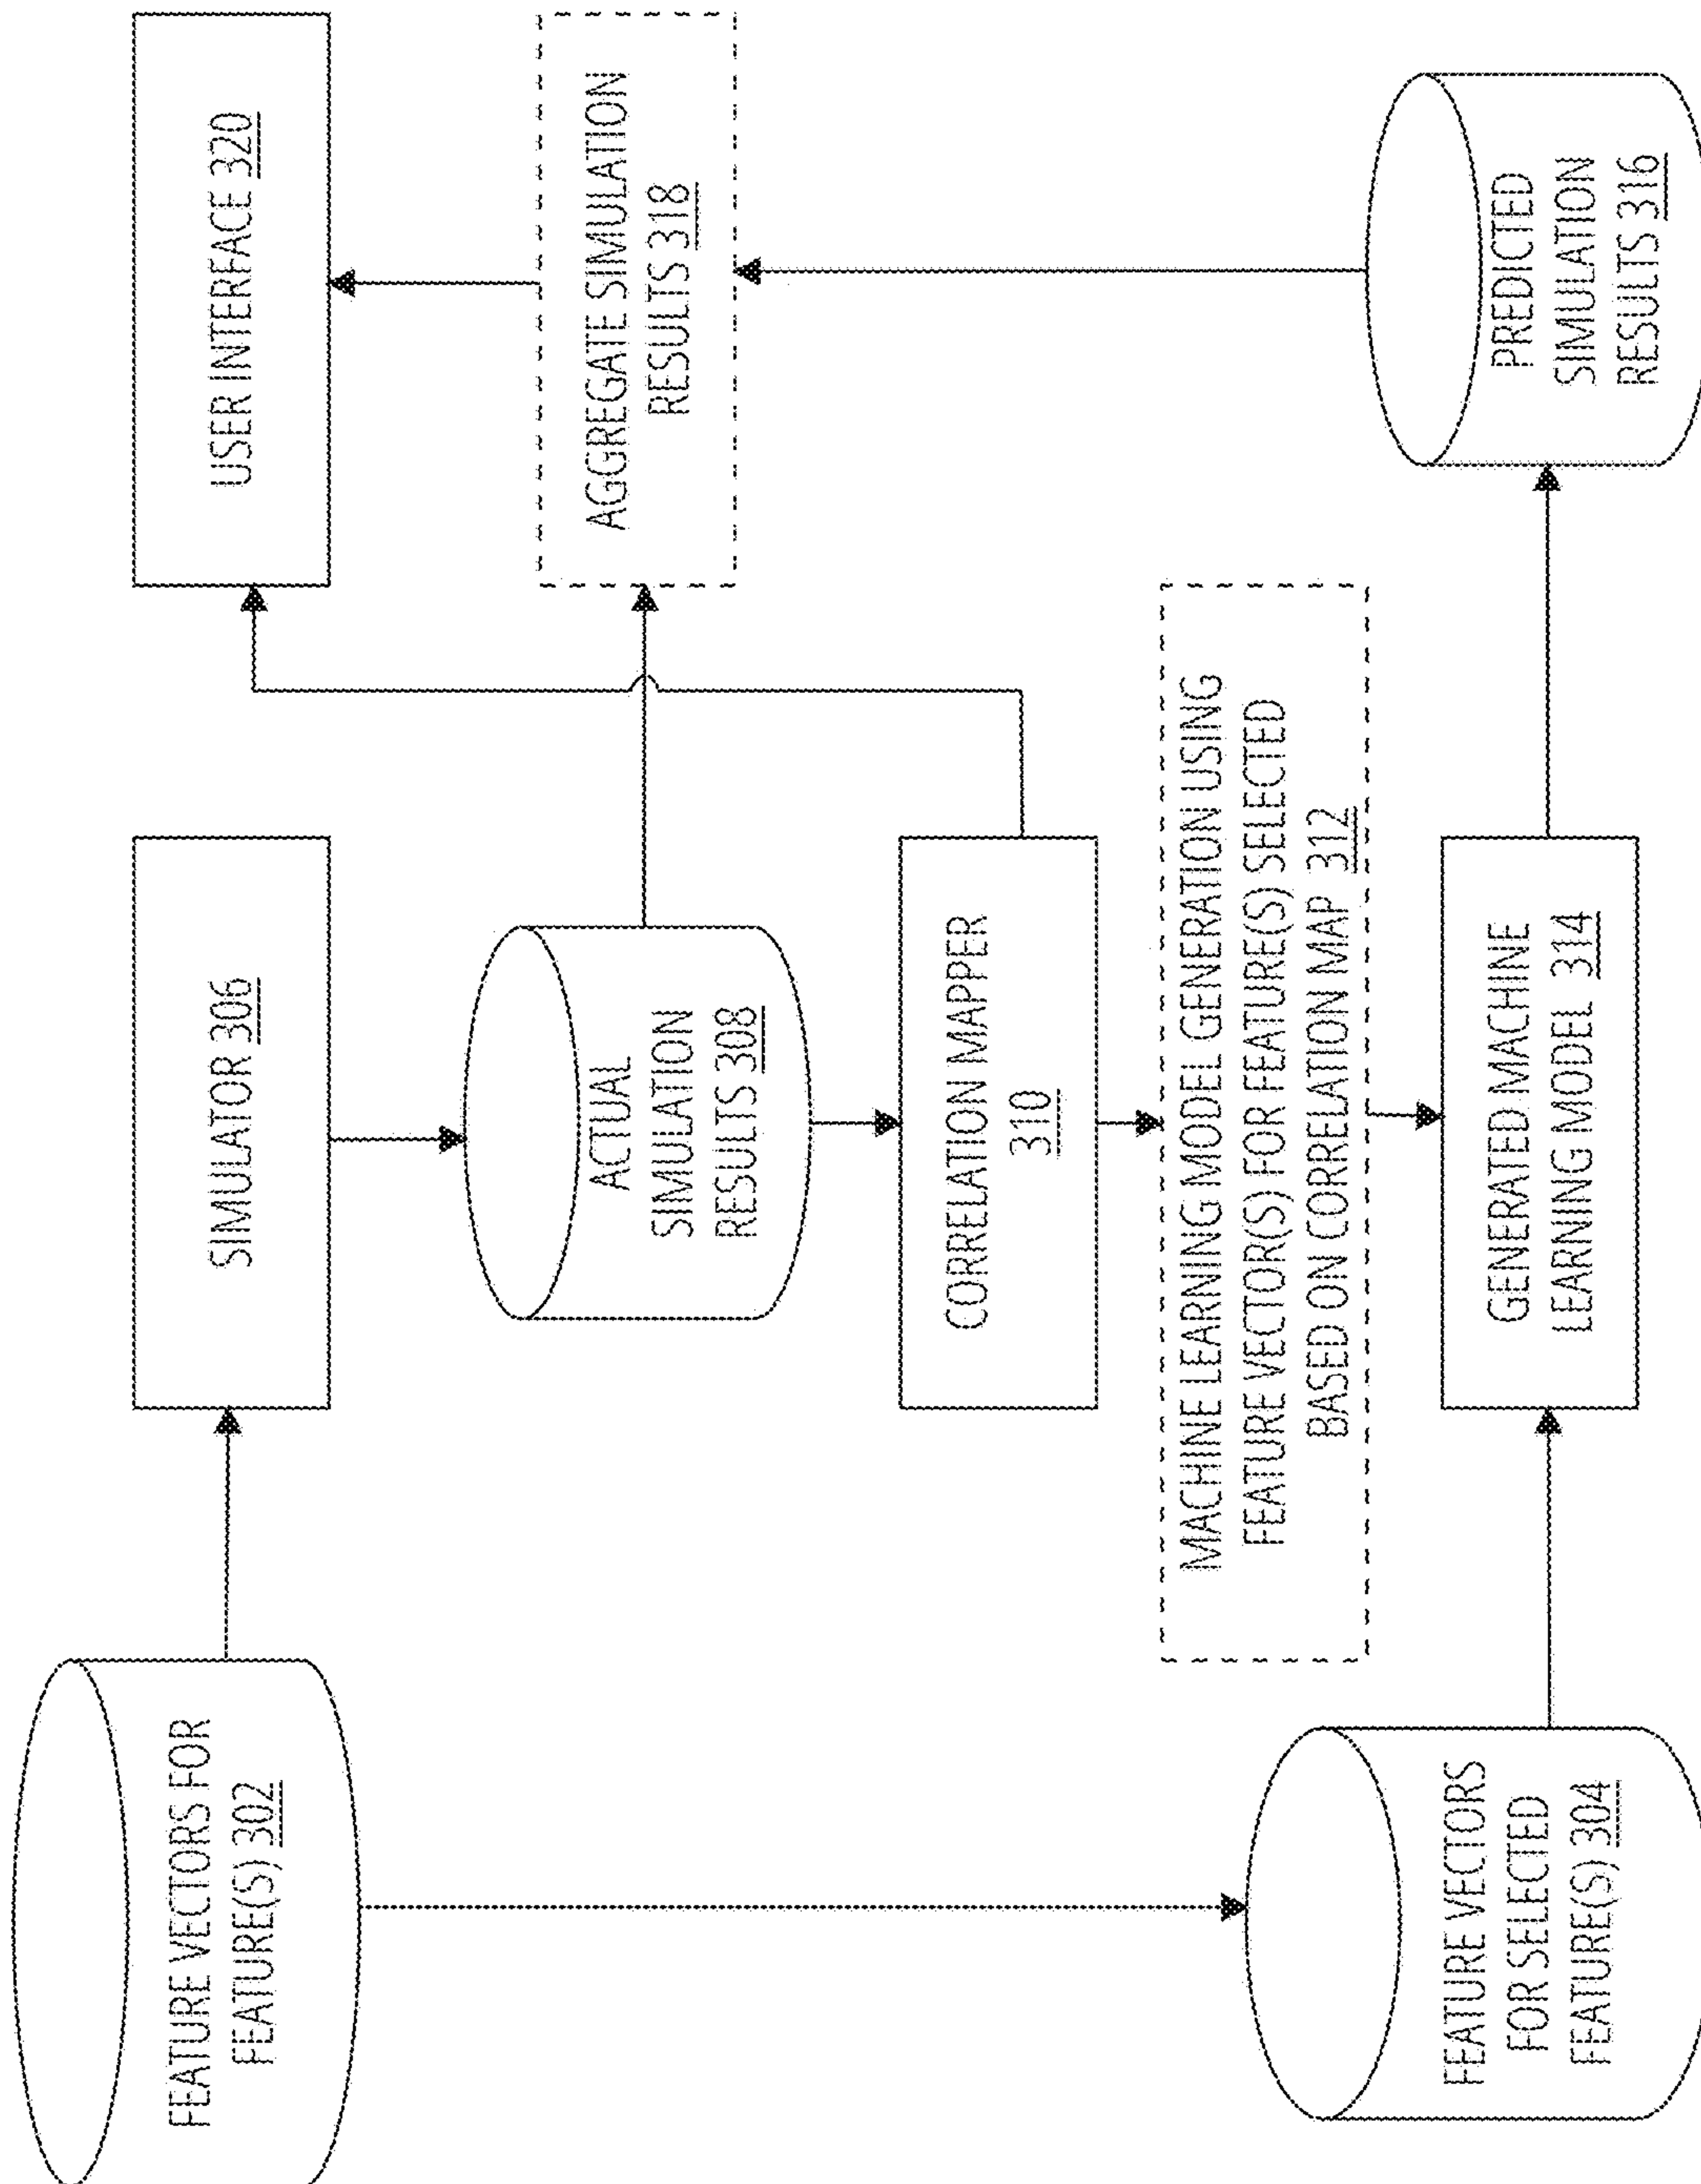 FEATURE VECTORS FOR
FEATURE(S) 302
SIMULATOR 306
USER INTERFACE 320
ACTUAL
SIMULATION
RESULTS 308
AGGREGATE SIMULATION
RESULTS 318
CORRELATION MAPPER
310
MACHINE LEARNING MODEL GENERATION USING
FEATURE VECTOR(S) FOR FEATURE(S) SELECTED
BASED ON CORRELATION MAP 312
FEATURE VECTORS
FOR SELECTED
FEATURE(S) 304
GENERATED MACHINE
LEARNING MODEL 314
PREDICTED
SIMULATION
RESULTS 316